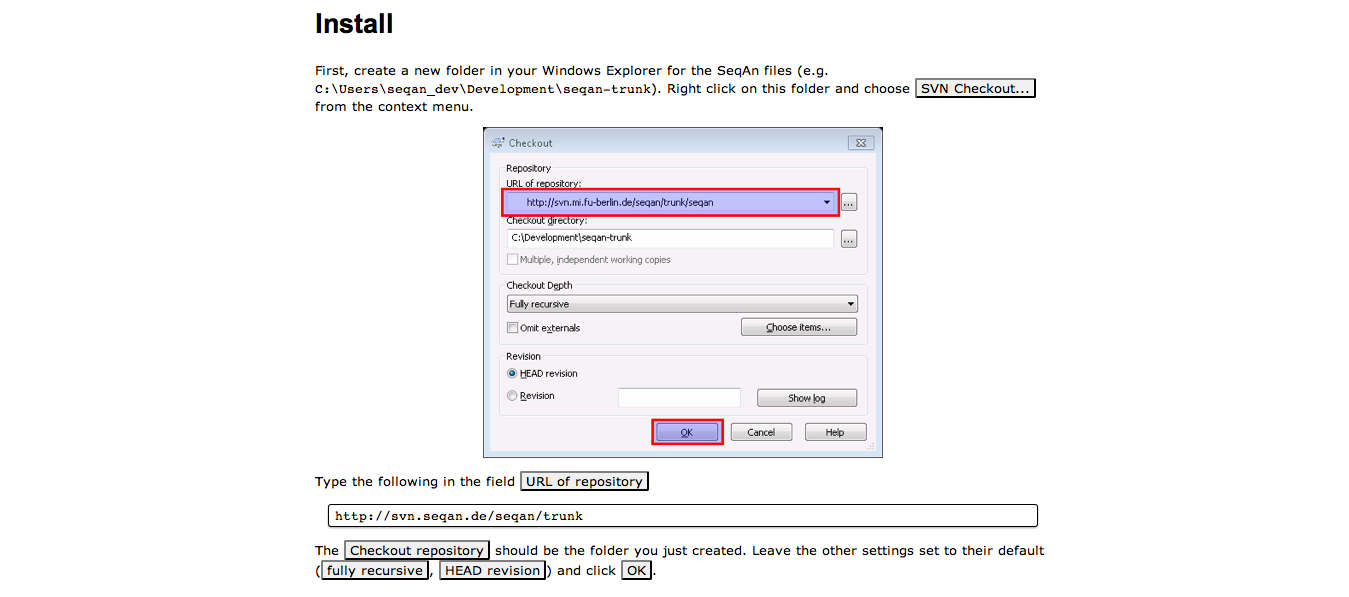 Install
First, create a new folder in your Windows Explorer for the SeqAn files (e.g.
C:\Users\seqan_dev\Development\seqan-trunk). Right click on this folder and choose SVN Checkout...
from the context menu.
Checkout
Repository
URL of repository:
http://svn.mi.fu-berlin.de/seqan/trunk/seqan
...
Checkout directory:
C:\Development\seqan-trunk
...
Multiple, independent working copies
Checkout Depth
Fully recursive
Omit externals
Choose items...
Revision
HEAD revision
Revision
Show log
OK Cancel Help
Type the following in the field URL of repository
http://svn.seqan.de/seqan/trunk
The Checkout repository should be the folder you just created. Leave the other settings set to their default
(fully recursive, HEAD revision) and click OK.